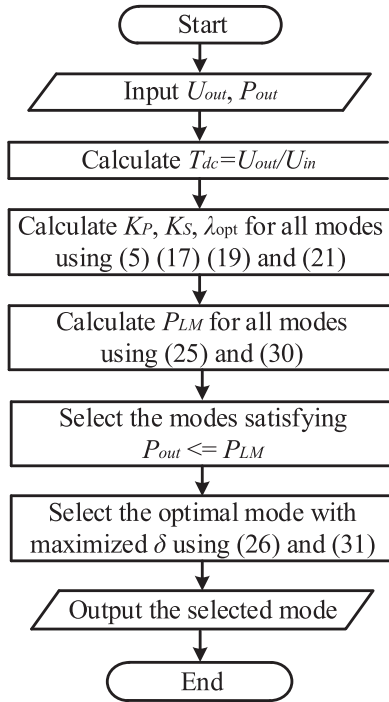 Start
Input Uout, Pout
Calculate Tdc=Uout/Uin
Calculate KP, KS, λopt for all modes
using (5) (17) (19) and (21)
Calculate PLM for all modes
using (25) and (30)
Select the modes satisfying
Pout <= PLM
Select the optimal mode with
maximized δ using (26) and (31)
Output the selected mode
End